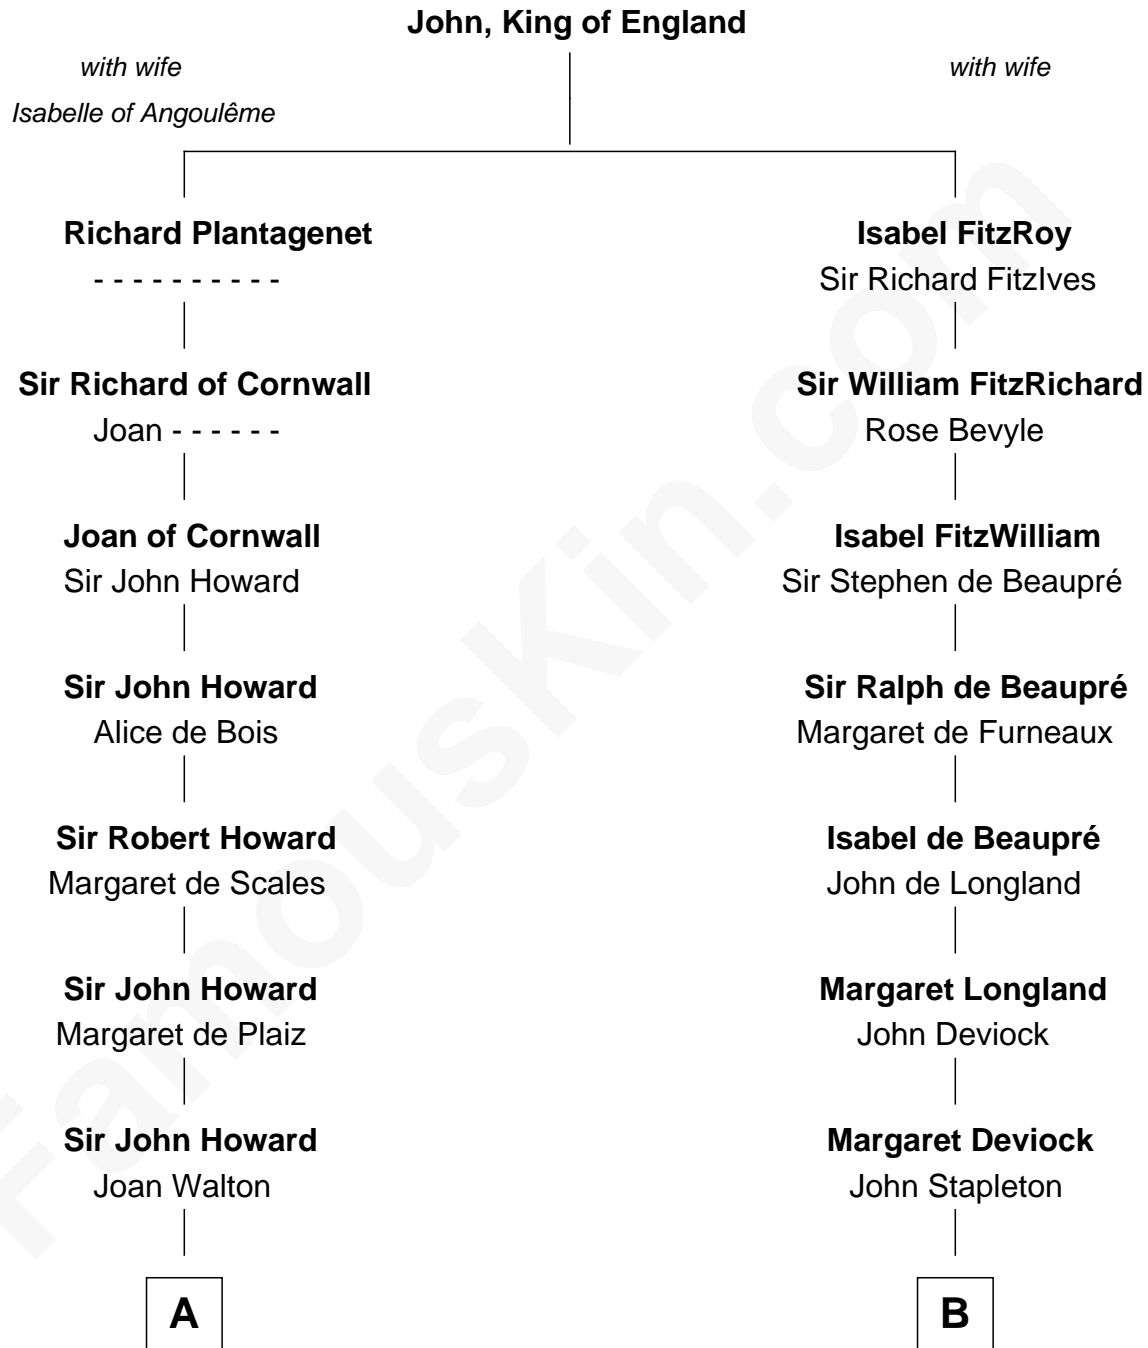 John, King of England
with wife
Isabelle of Angoulême
with wife
Richard Plantagenet
- - - - - - - - - -
Isabel FitzRoy
Sir Richard FitzIves
Sir Richard of Cornwall
Joan - - - - - -
Sir William FitzRichard
Rose Bevyle
Joan of Cornwall
Sir John Howard
Isabel FitzWilliam
Sir Stephen de Beaupré
Sir John Howard
Alice de Bois
Sir Ralph de Beaupré
Margaret de Furneaux
Sir Robert Howard
Margaret de Scales
Isabel de Beaupré
John de Longland
Sir John Howard
Margaret de Plaiz
Margaret Longland
John Deviock
Sir John Howard
Joan Walton
Margaret Deviock
John Stapleton
A
B
FamousKin.com